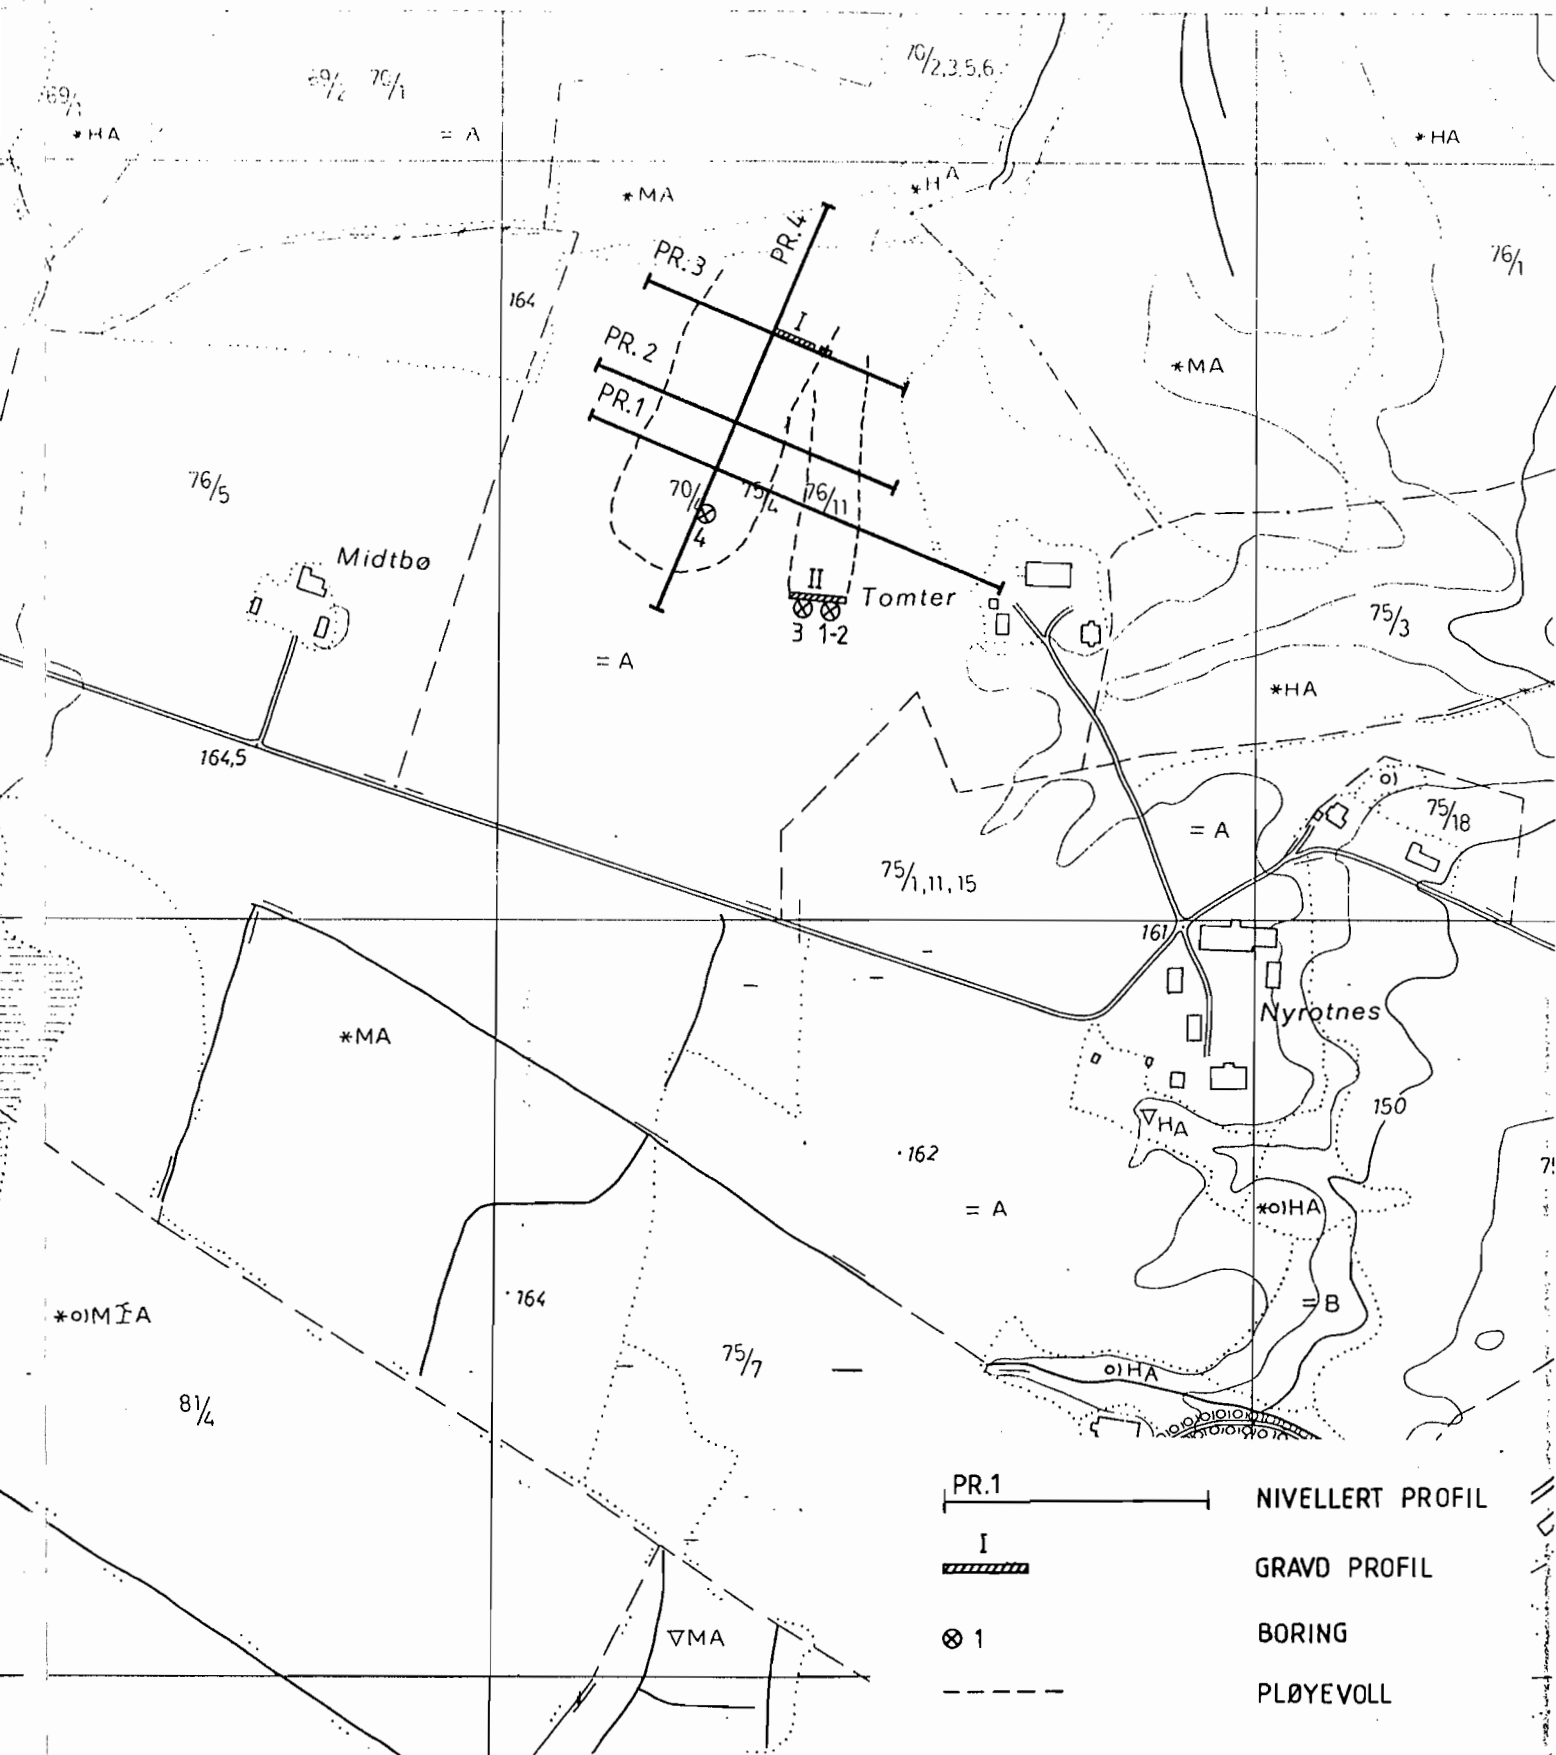 70/2,3,5,6
69/1
69/2 70/1
*HA
= A
*HA
*MA
*HA
PR.4
PR.3
76/1
164
I
PR.2
*MA
PR.1
76/5
70/4
75/4
76/11
4
Midtbø
II
Tomter
3 1-2
75/3
= A
*HA
164,5
o)
75/18
= A
75/1,11,15
161
Nyrotnes
*MA
150
▽HA
162
= A
*o)HA
164
= B
75/7
o)HA
81/4
PR.1
NIVELLERT PROFIL
I
GRAVD PROFIL
⊗ 1
BORING
▽MA
PLØYEVOLL